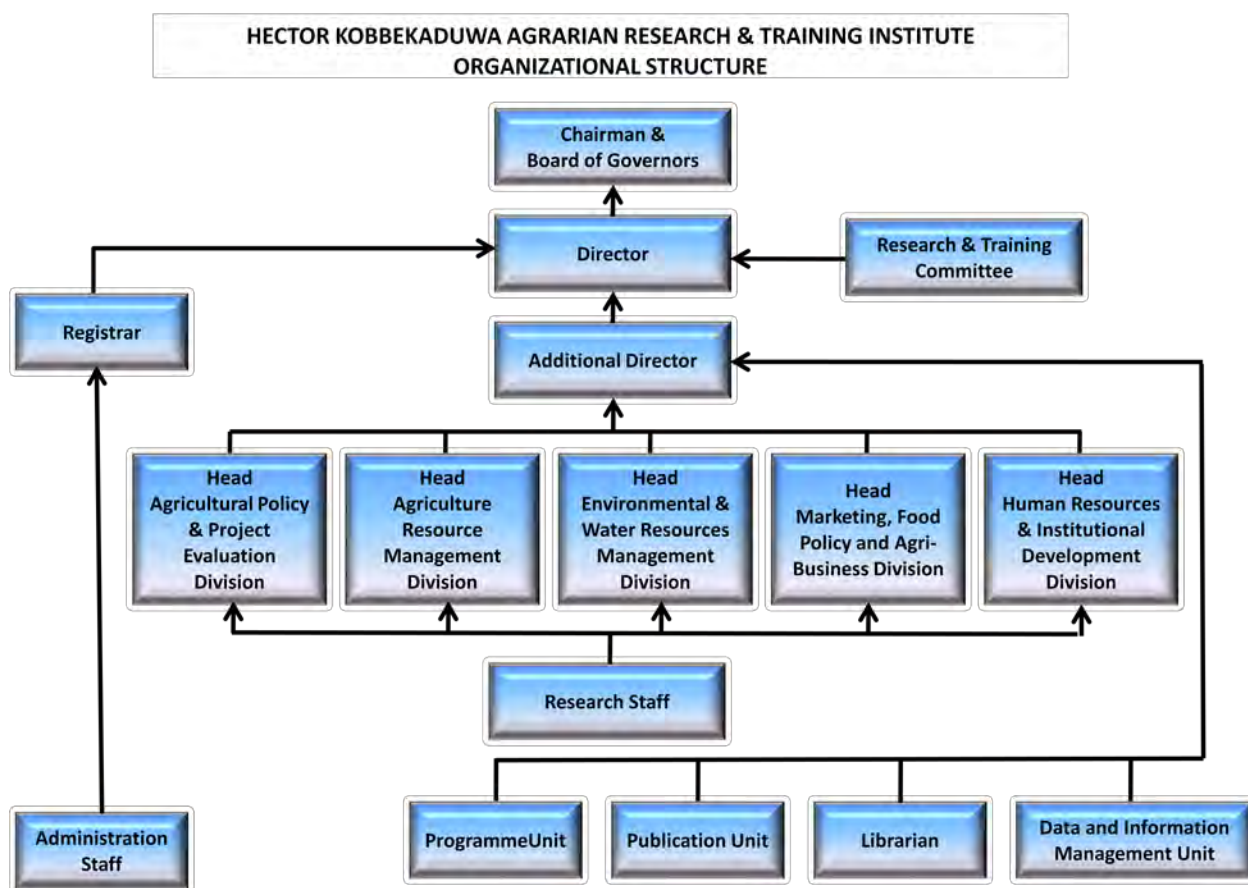 HECTOR KOBBEKADUWA AGRARIAN RESEARCH & TRAINING INSTITUTE
ORGANIZATIONAL STRUCTURE
Chairman &
Board of Governors
Director
Research & Training
Committee
Registrar
Additional Director
Head
Agricultural Policy
& Project
Evaluation
Division
Head
Agriculture
Resource
Management
Division
Head
Environmental &
Water Resources
Management
Division
Head
Marketing, Food
Policy and Agri-
Business Division
Head
Human Resources
& Institutional
Development
Division
Research Staff
Administration
Staff
ProgrammeUnit
Publication Unit
Librarian
Data and Information
Management Unit